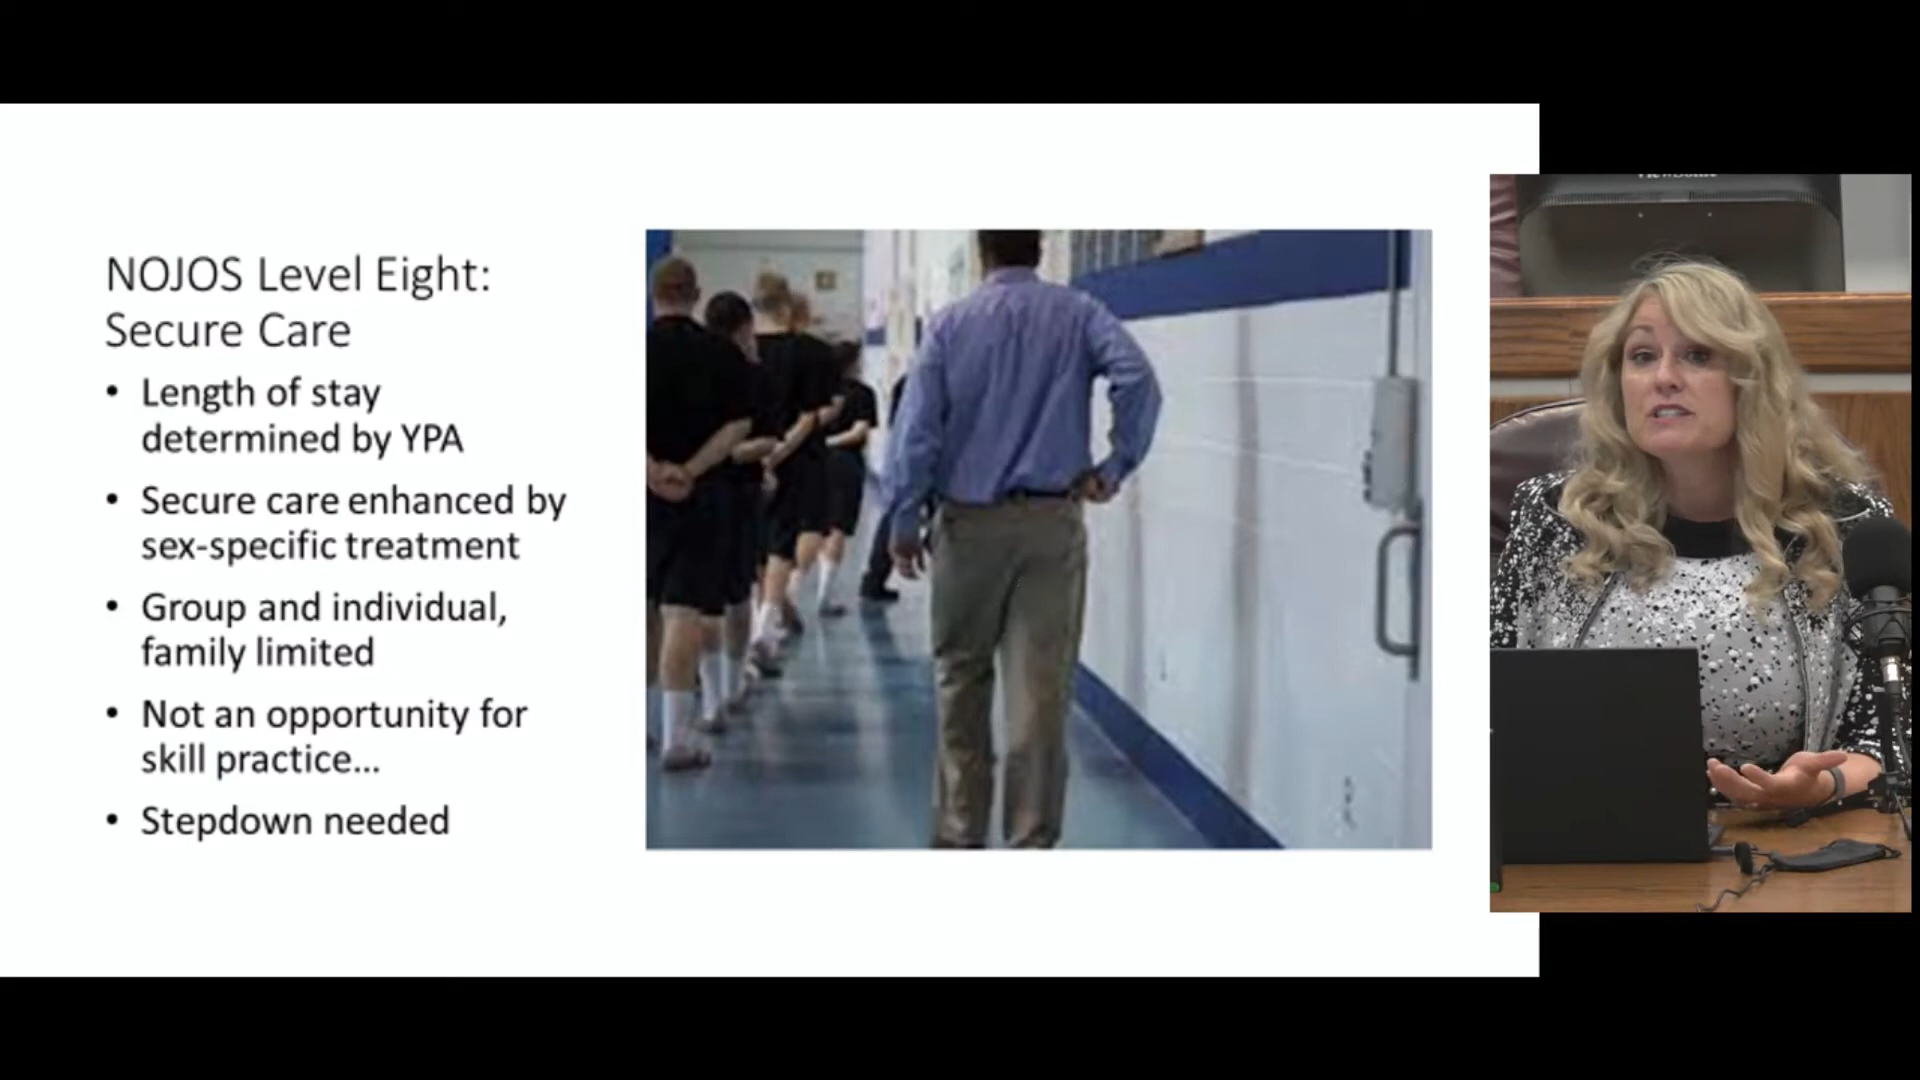 NOJOS Level Eight:
Secure Care
• Length of stay
determined by YPA
• Secure care enhanced by
sex-specific treatment
• Group and individual,
family limited
• Not an opportunity for
skill practice...
• Stepdown needed